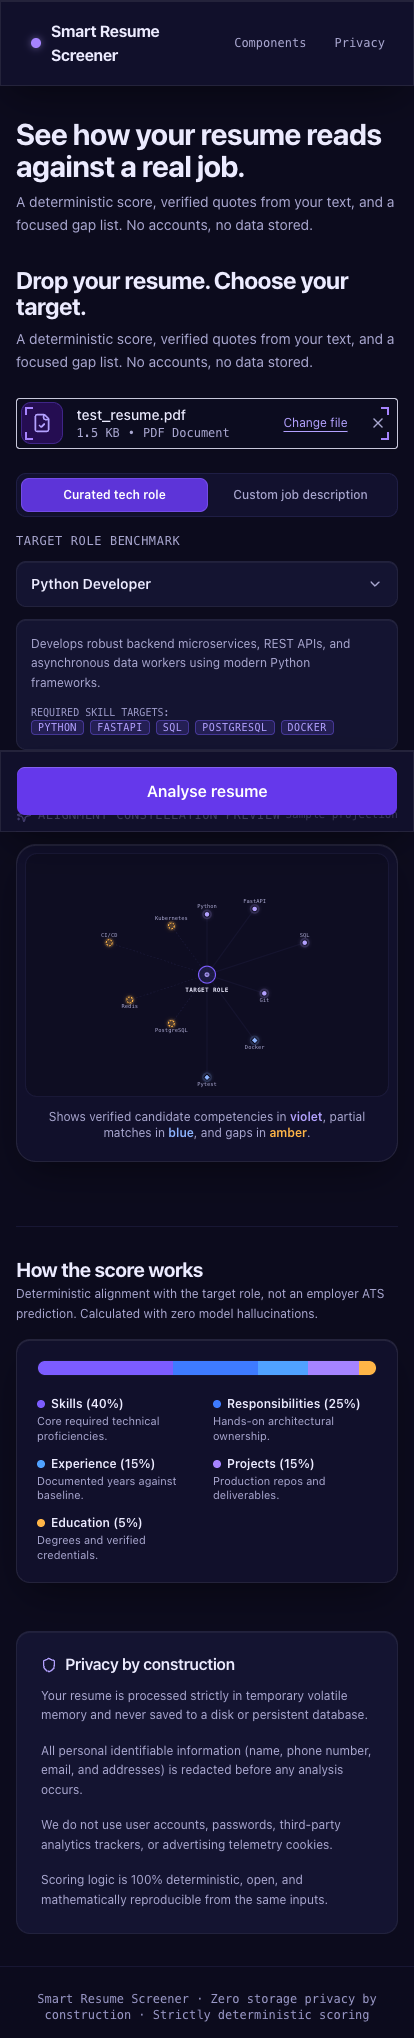 Smart Resume
Screener
Components
Privacy
See how your resume reads
against a real job.
A deterministic score, verified quotes from your text, and a
focused gap list. No accounts, no data stored.
Drop your resume. Choose your
target.
A deterministic score, verified quotes from your text, and a
focused gap list. No accounts, no data stored.
test_resume.pdf
1.5 KB • PDF Document
Change file
Curated tech role
Custom job description
TARGET ROLE BENCHMARK
Python Developer
Develops robust backend microservices, REST APIs, and
asynchronous data workers using modern Python
frameworks.
REQUIRED SKILL TARGETS:
PYTHON FASTAPI SQL POSTGRESQL DOCKER
Analyse resume
ALIGNMENT CONSTELLATION PREVIEW
Sample projection
FastAPI
Python
Kubernetes
CI/CD
SQL
TARGET ROLE
Redis
Git
PostgreSQL
Docker
Pytest
Shows verified candidate competencies in violet, partial
matches in blue, and gaps in amber.
How the score works
Deterministic alignment with the target role, not an employer ATS
prediction. Calculated with zero model hallucinations.
Skills (40%)
Core required technical
proficiencies.
Responsibilities (25%)
Hands-on architectural
ownership.
Experience (15%)
Documented years against
baseline.
Projects (15%)
Production repos and
deliverables.
Education (5%)
Degrees and verified
credentials.
Privacy by construction
Your resume is processed strictly in temporary volatile
memory and never saved to a disk or persistent database.
All personal identifiable information (name, phone number,
email, and addresses) is redacted before any analysis
occurs.
We do not use user accounts, passwords, third-party
analytics trackers, or advertising telemetry cookies.
Scoring logic is 100% deterministic, open, and
mathematically reproducible from the same inputs.
Smart Resume Screener · Zero storage privacy by
construction · Strictly deterministic scoring